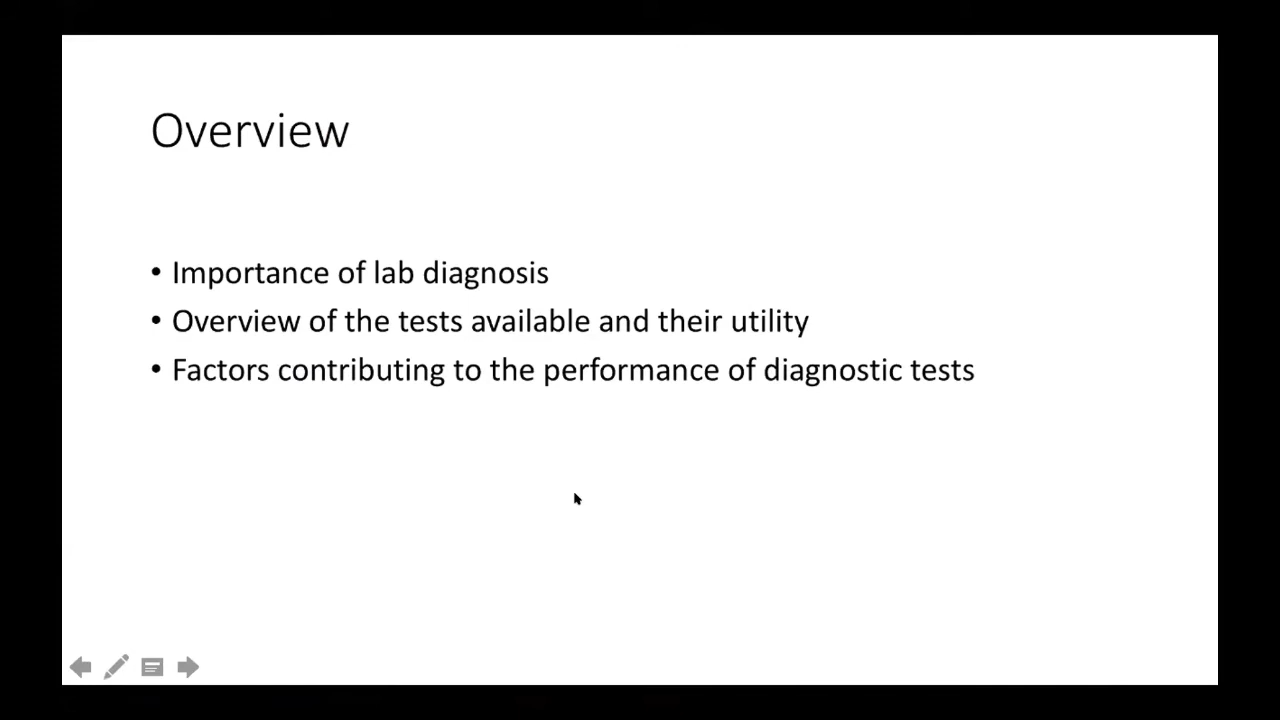 Overview
• Importance of lab diagnosis
• Overview of the tests available and their utility
• Factors contributing to the performance of diagnostic tests